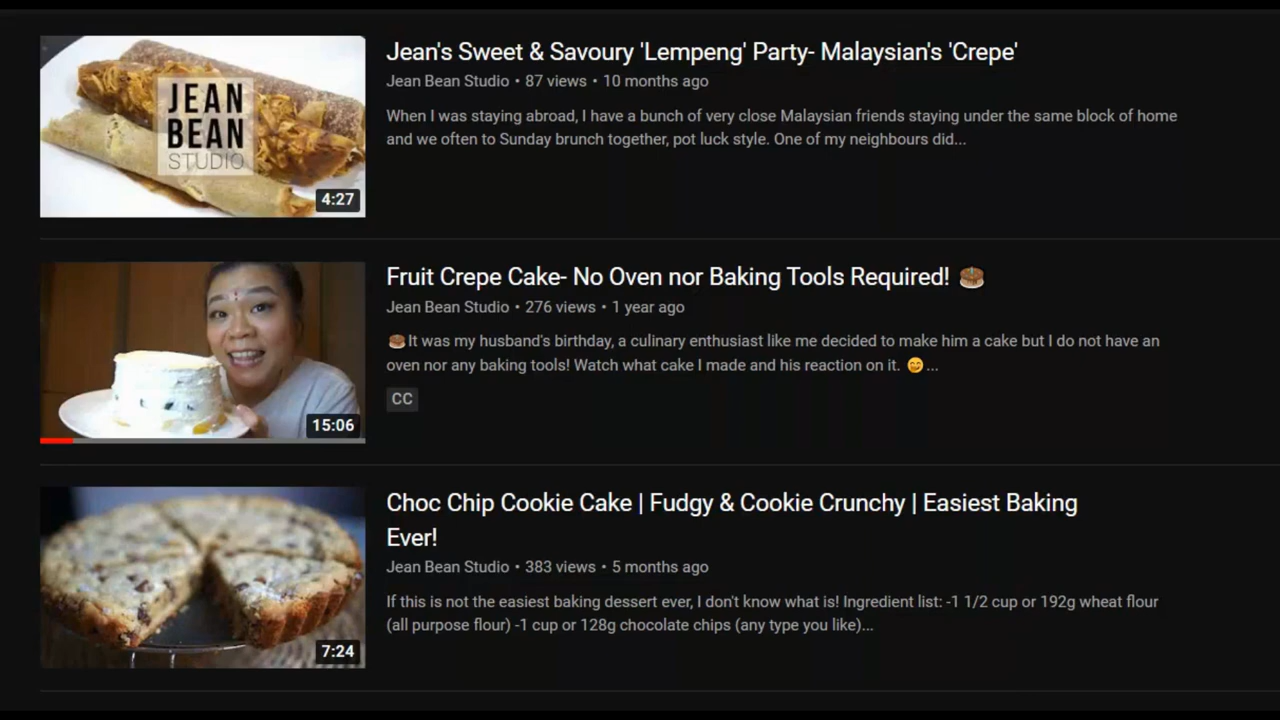 JEAN
BEAN
STUDIO
4:27
Jean's Sweet & Savoury 'Lempeng' Party- Malaysian's 'Crepe'
Jean Bean Studio • 87 views • 10 months ago
When I was staying abroad, I have a bunch of very close Malaysian friends staying under the same block of home
and we often to Sunday brunch together, pot luck style. One of my neighbours did...
15:06
Fruit Crepe Cake- No Oven nor Baking Tools Required! 🎂
Jean Bean Studio • 276 views • 1 year ago
🎂It was my husband's birthday, a culinary enthusiast like me decided to make him a cake but I do not have an
oven nor any baking tools! Watch what cake I made and his reaction on it. 😊...
CC
7:24
Choc Chip Cookie Cake | Fudgy & Cookie Crunchy | Easiest Baking
Ever!
Jean Bean Studio • 383 views • 5 months ago
If this is not the easiest baking dessert ever, I don't know what is! Ingredient list: -1 1/2 cup or 192g wheat flour
(all purpose flour) -1 cup or 128g chocolate chips (any type you like)...